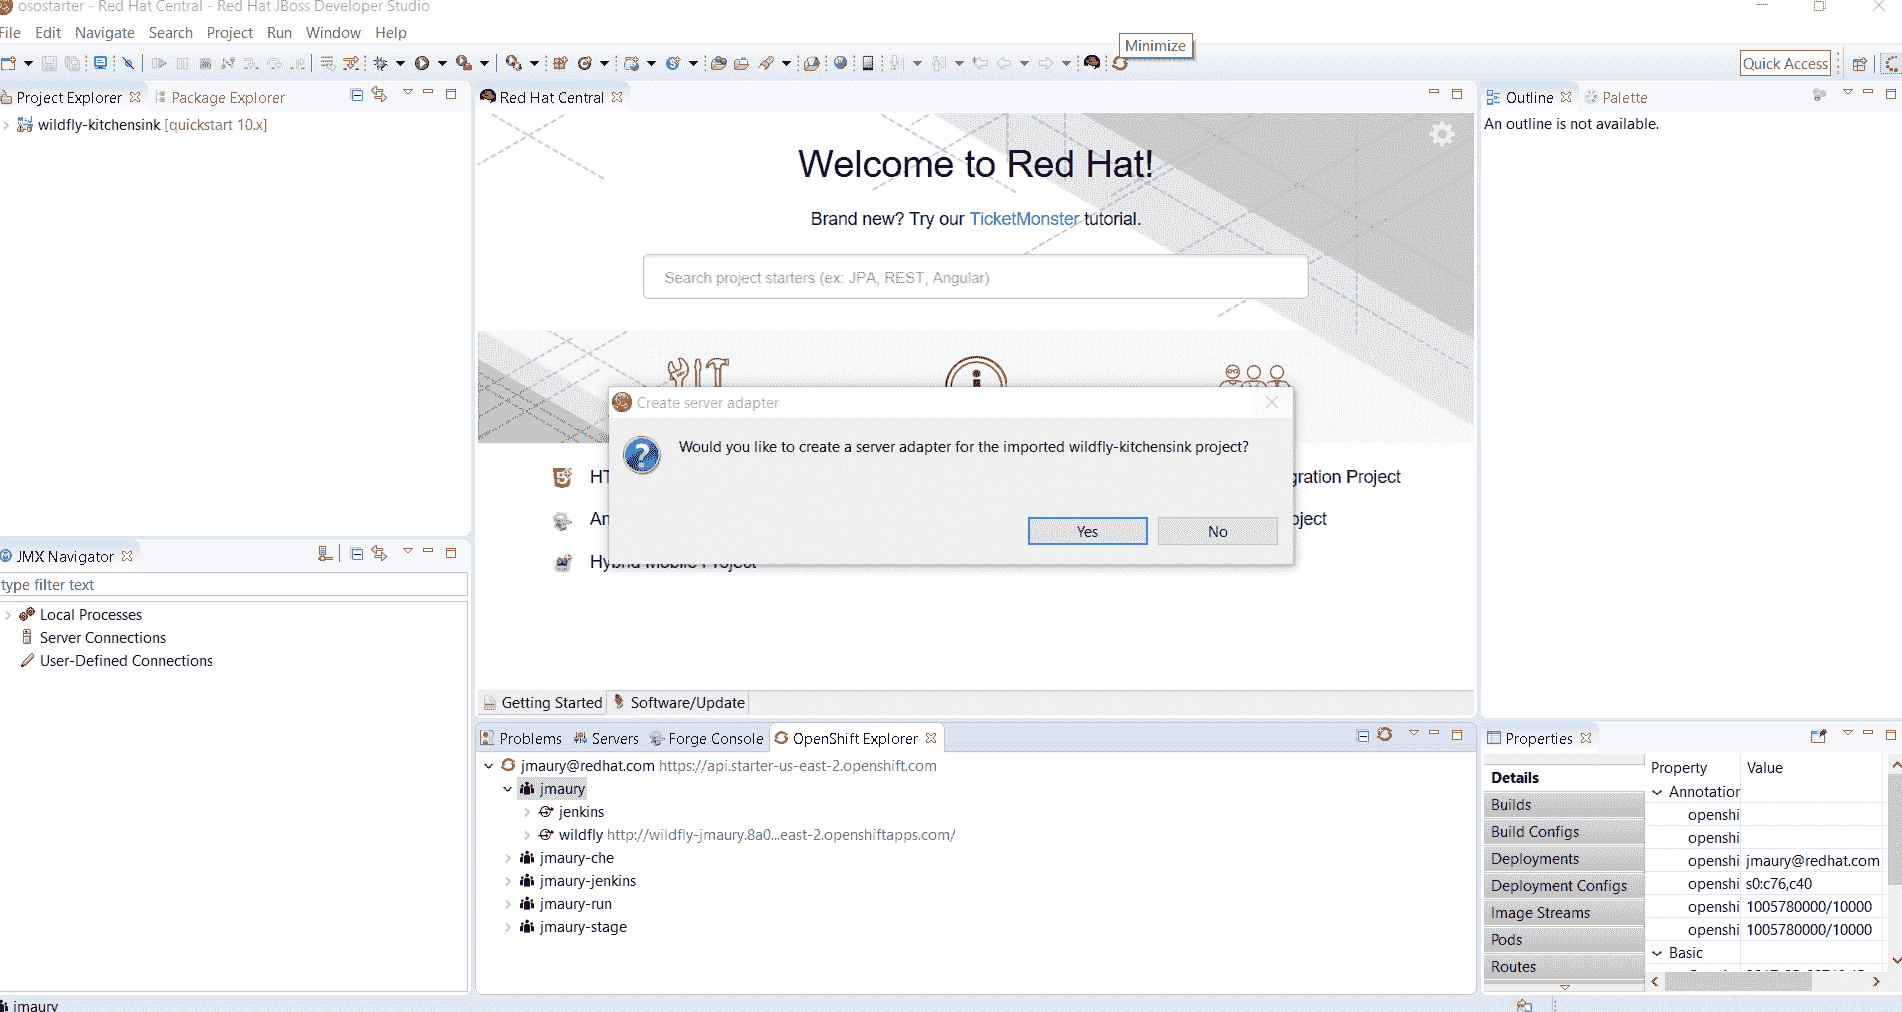 osostarter - Red Hat Central - Red Hat JBoss Developer Studio
File Edit Navigate Search Project Run Window Help
Minimize
Quick Access
Project Explorer
Package Explorer
wildfly-kitchensink [quickstart 10.x]
Red Hat Central
Welcome to Red Hat!
Brand new? Try our TicketMonster tutorial.
Search project starters (ex: JPA, REST, Angular)
Create server adapter
Would you like to create a server adapter for the imported wildfly-kitchensink project?
Yes
No
HT
gration Project
An
oject
Hybrid Mobile Project
Getting Started
Software/Update
Outline
Palette
An outline is not available.
JMX Navigator
type filter text
Local Processes
Server Connections
User-Defined Connections
Problems
Servers
Forge Console
OpenShift Explorer
jmaury@redhat.com https://api.starter-us-east-2.openshift.com
jmaury
jenkins
wildfly http://wildfly-jmaury.8a0...east-2.openshiftapps.com/
jmaury-che
jmaury-jenkins
jmaury-run
jmaury-stage
Properties
Details
Builds
Build Configs
Deployments
Deployment Configs
Image Streams
Pods
Routes
Property Value
Annotation
openshi
openshi
openshi jmaury@redhat.com
openshi s0:c76,c40
openshi 1005780000/10000
openshi 1005780000/10000
Basic
jmaury